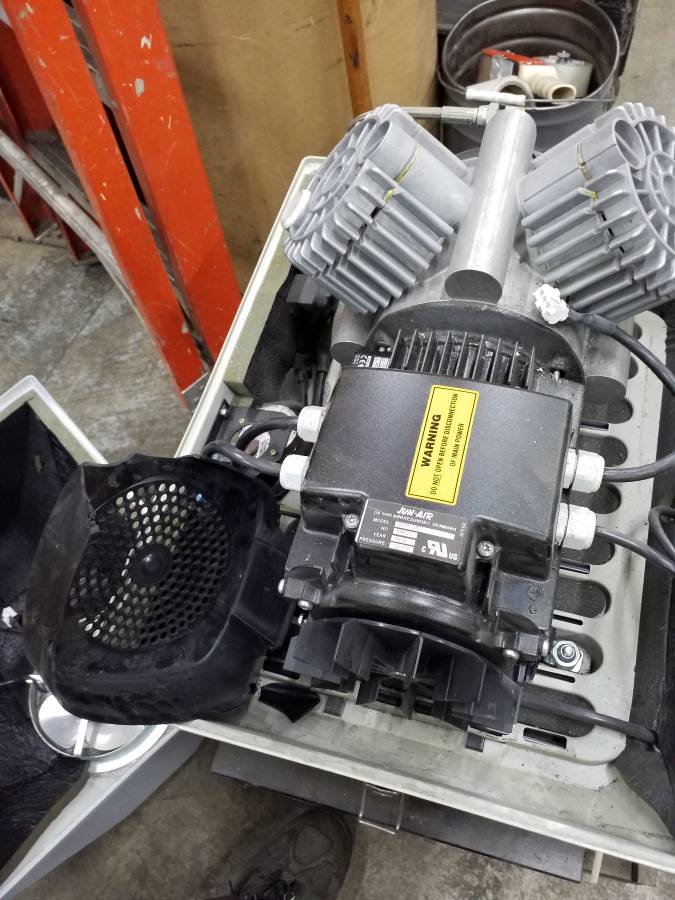 WARNING
DO NOT OPEN BEFORE DISCONNECTION
OF MAIN POWER
JUN-AIR
DK 9400 NØRRESUNDBY DENMARK
MODEL
NO
YEAR
PRESSURE
C US